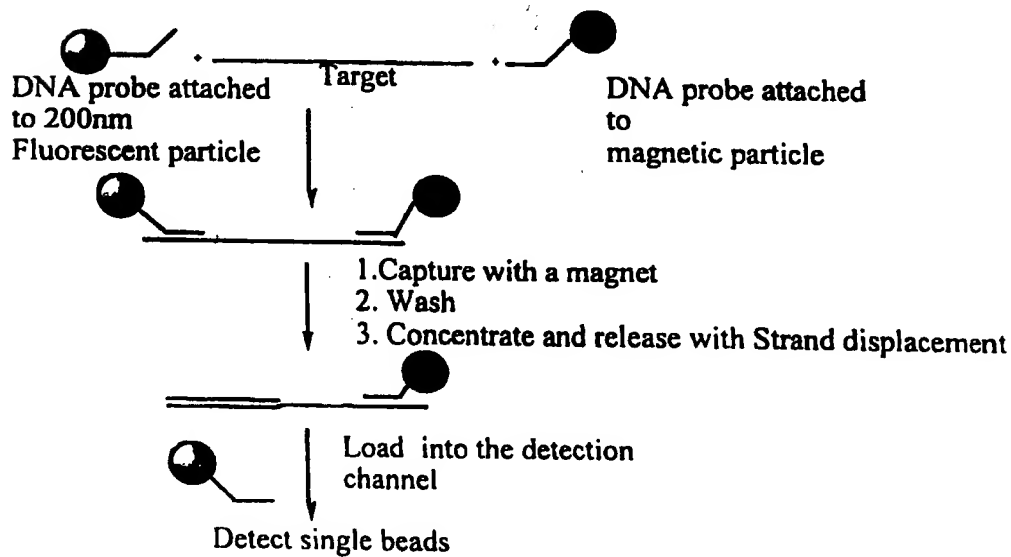 Target
DNA probe attached
to 200nm
Fluorescent particle
DNA probe attached
to
magnetic particle
1.Capture with a magnet
2. Wash
3. Concentrate and release with Strand displacement
Load into the detection
channel
Detect single beads